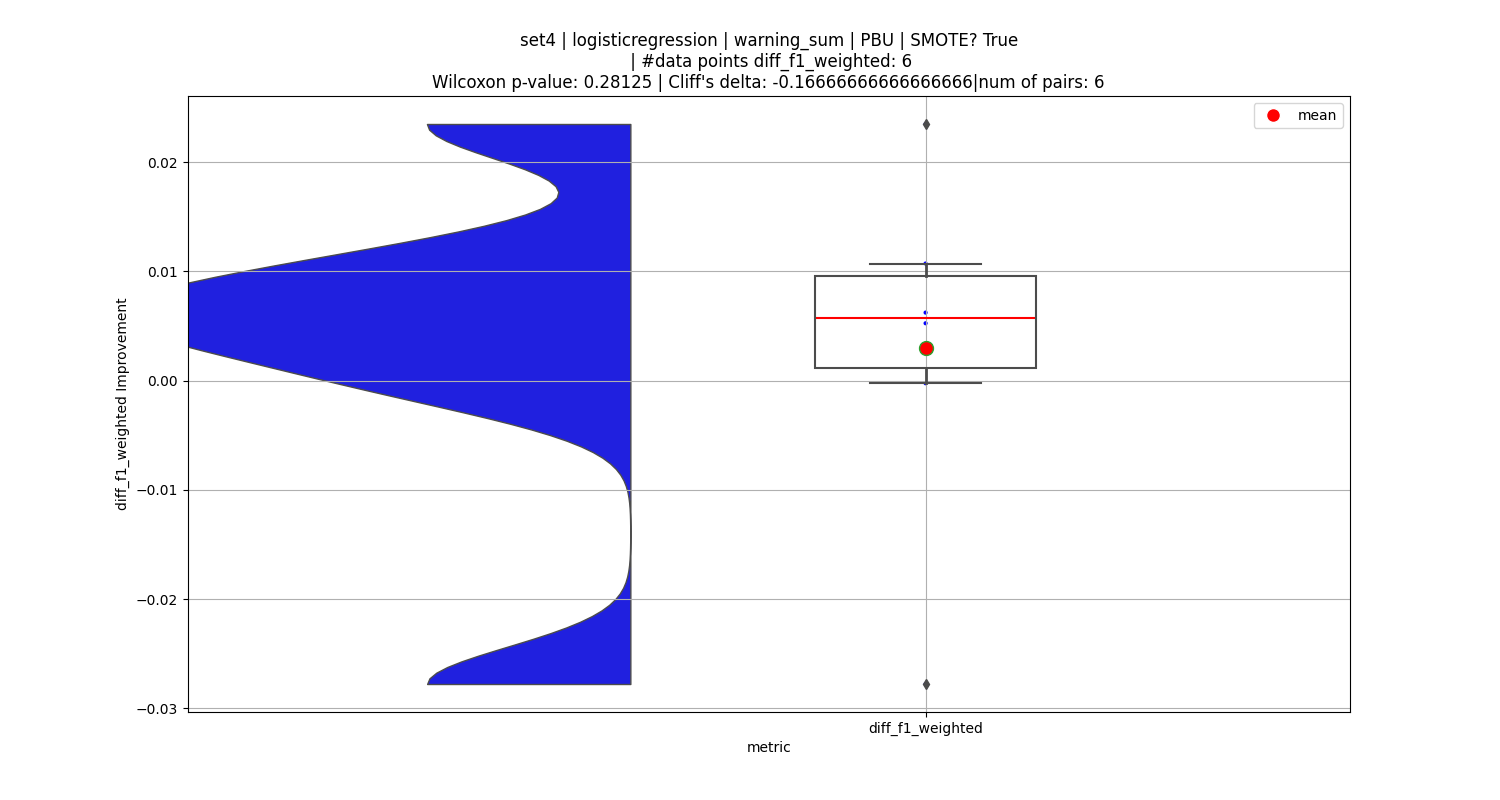 set4 | logisticregression | warning_sum | PBU | SMOTE? True
| #data points diff_f1_weighted: 6
Wilcoxon p-value: 0.28125 | Cliff's delta: -0.16666666666666666|num of pairs: 6
mean
0.02
0.01
0.00
−0.01
−0.02
−0.03
diff_f1_weighted Improvement
diff_f1_weighted
metric